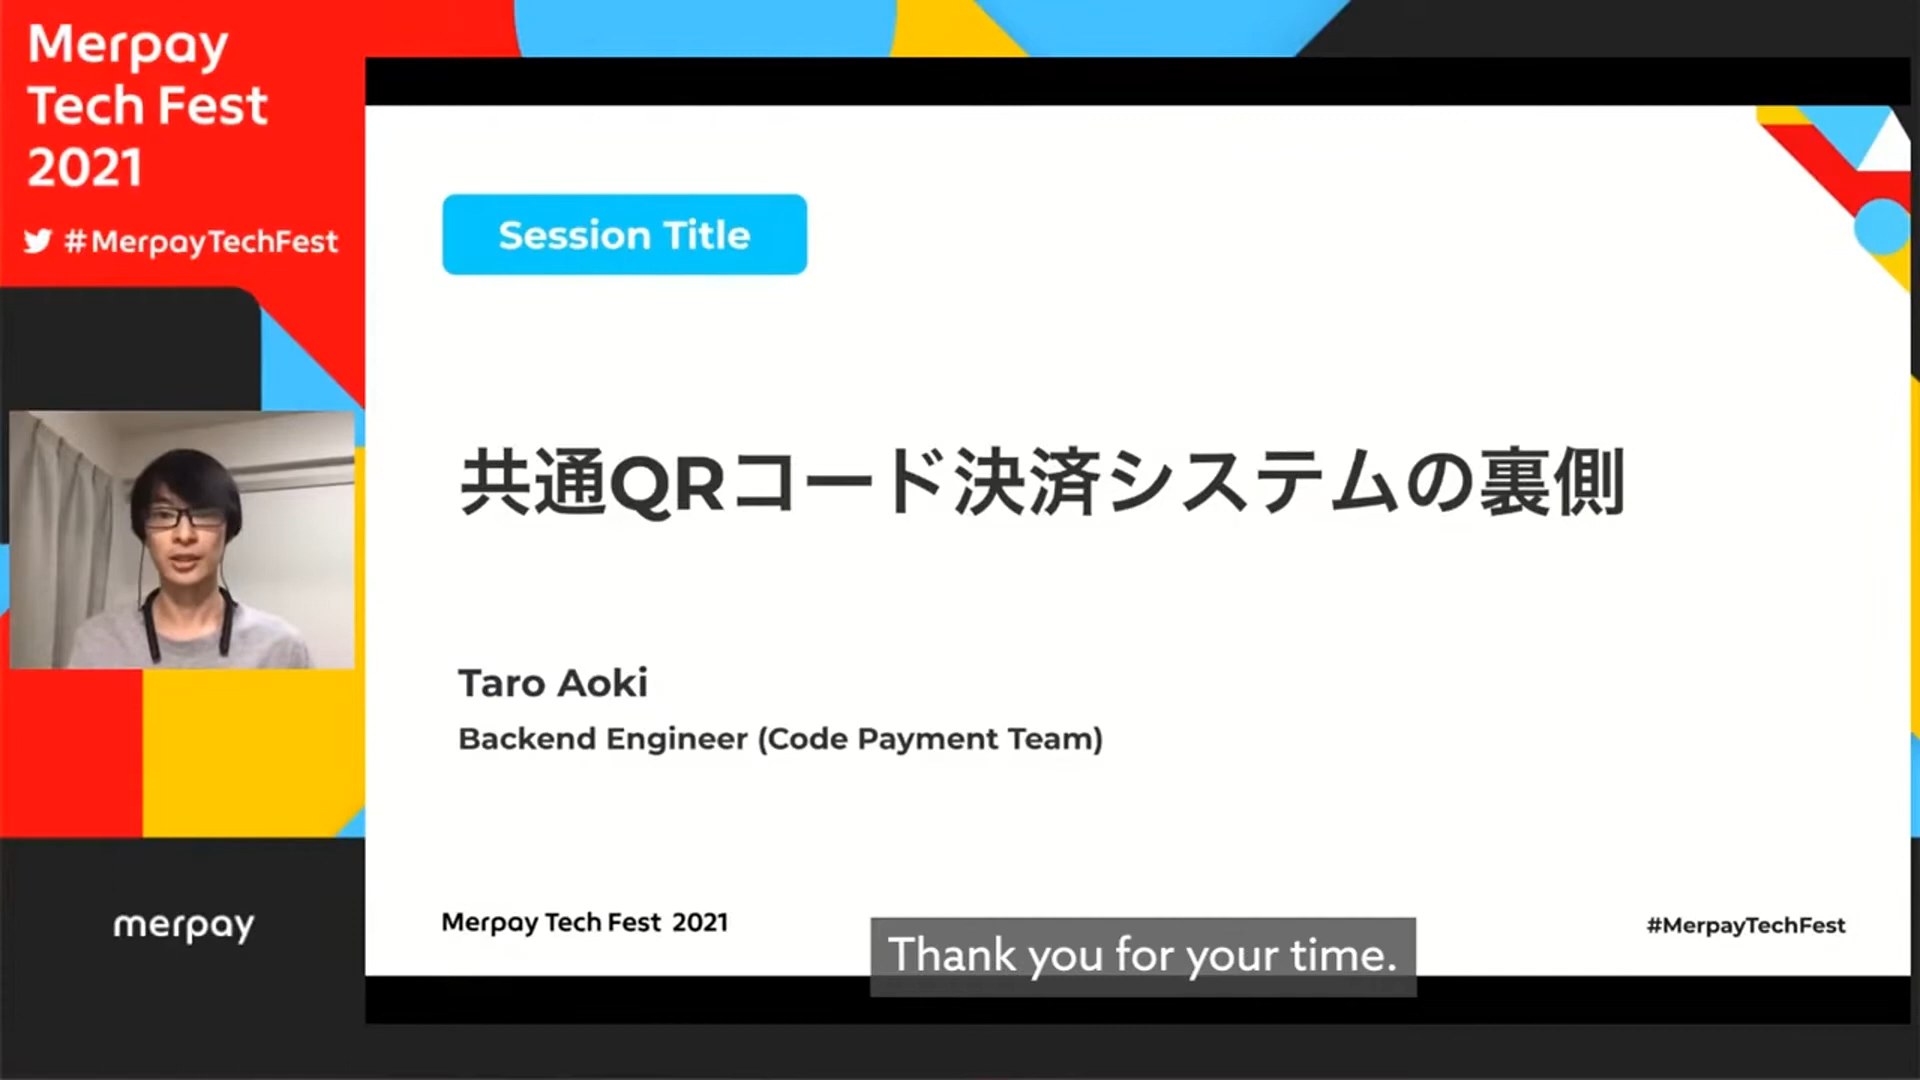 Merpay
Tech Fest
2021
#MerpayTechFest
Session Title
共通QRコード決済システムの裏側
Taro Aoki
Backend Engineer (Code Payment Team)
merpay
Merpay Tech Fest 2021
#MerpayTechFest
Thank you for your time.